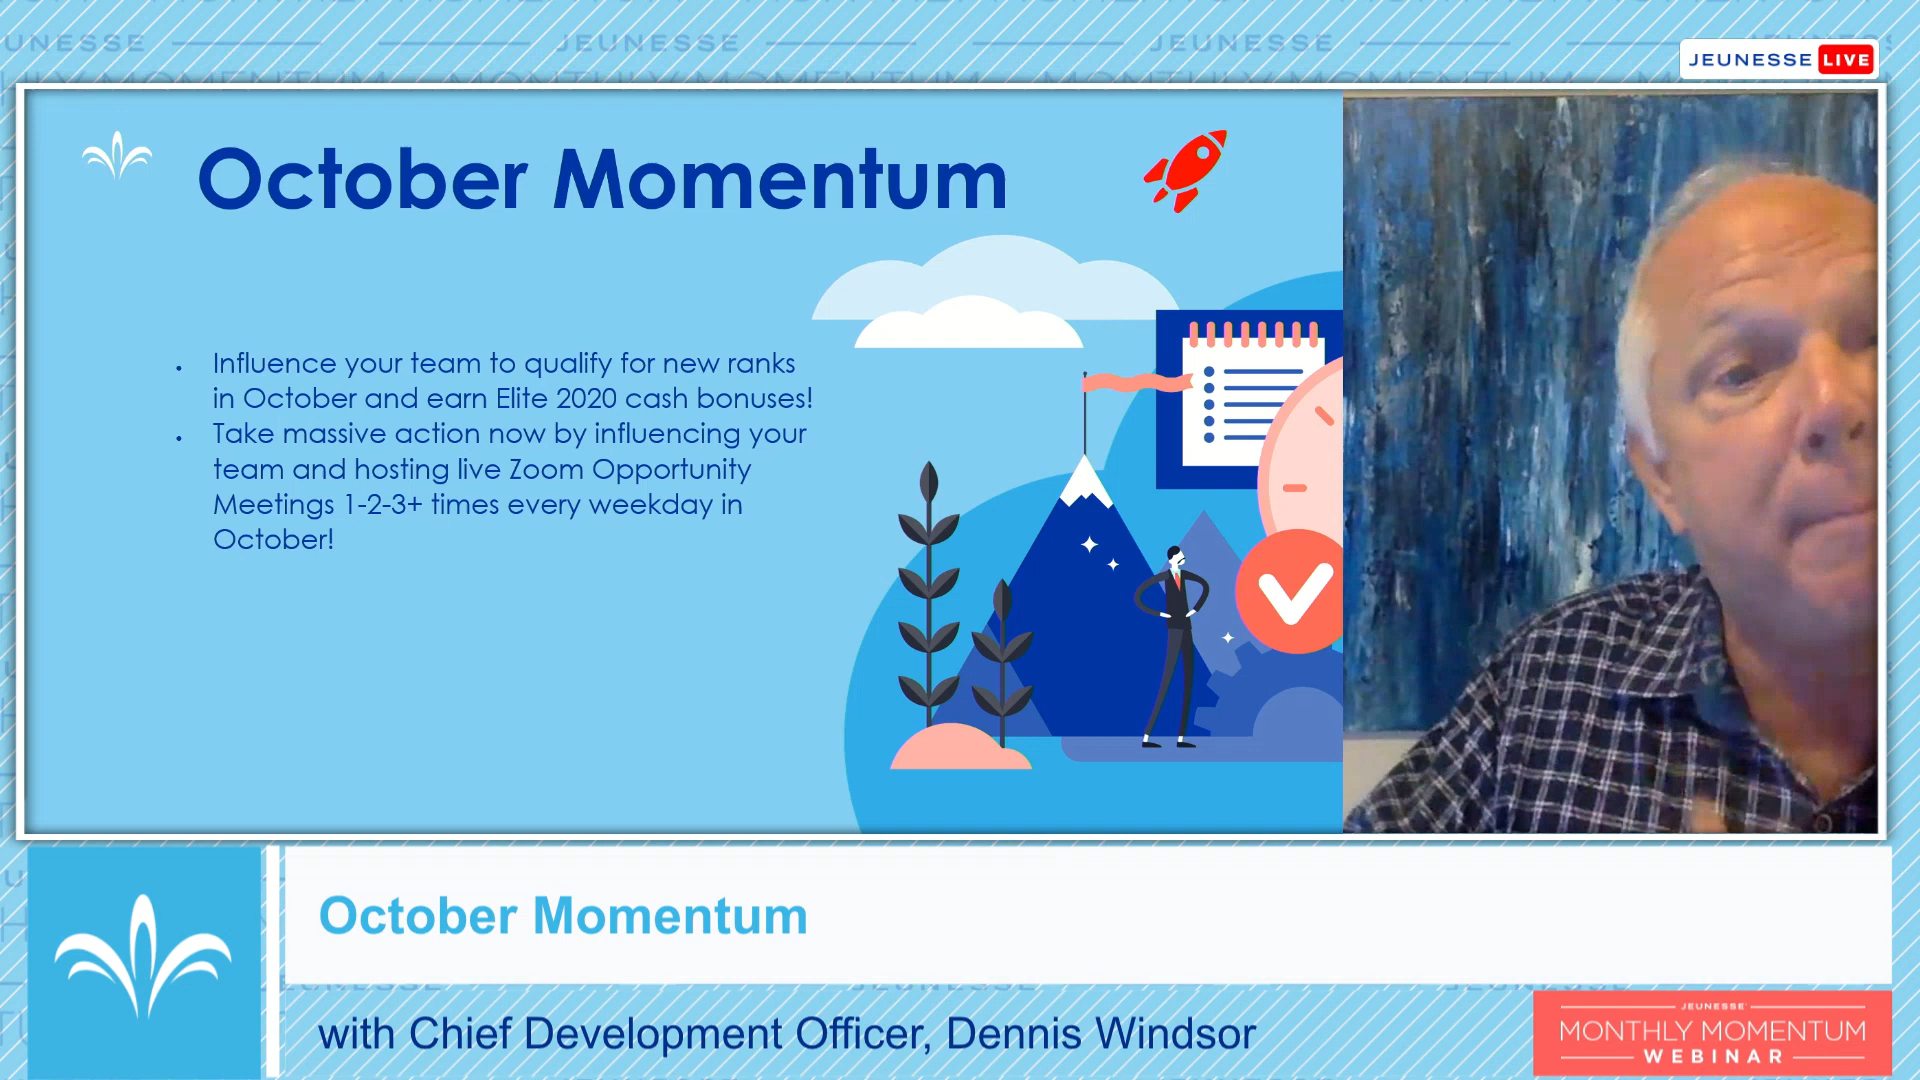 UNESSE JEUNESSE JEUNESSE
JEUNESSE LIVE
October Momentum
Influence your team to qualify for new ranks
in October and earn Elite 2020 cash bonuses!
Take massive action now by influencing your
team and hosting live Zoom Opportunity
Meetings 1-2-3+ times every weekday in
October!
October Momentum
with Chief Development Officer, Dennis Windsor
JEUNESSE
MONTHLY MOMENTUM
WEBINAR